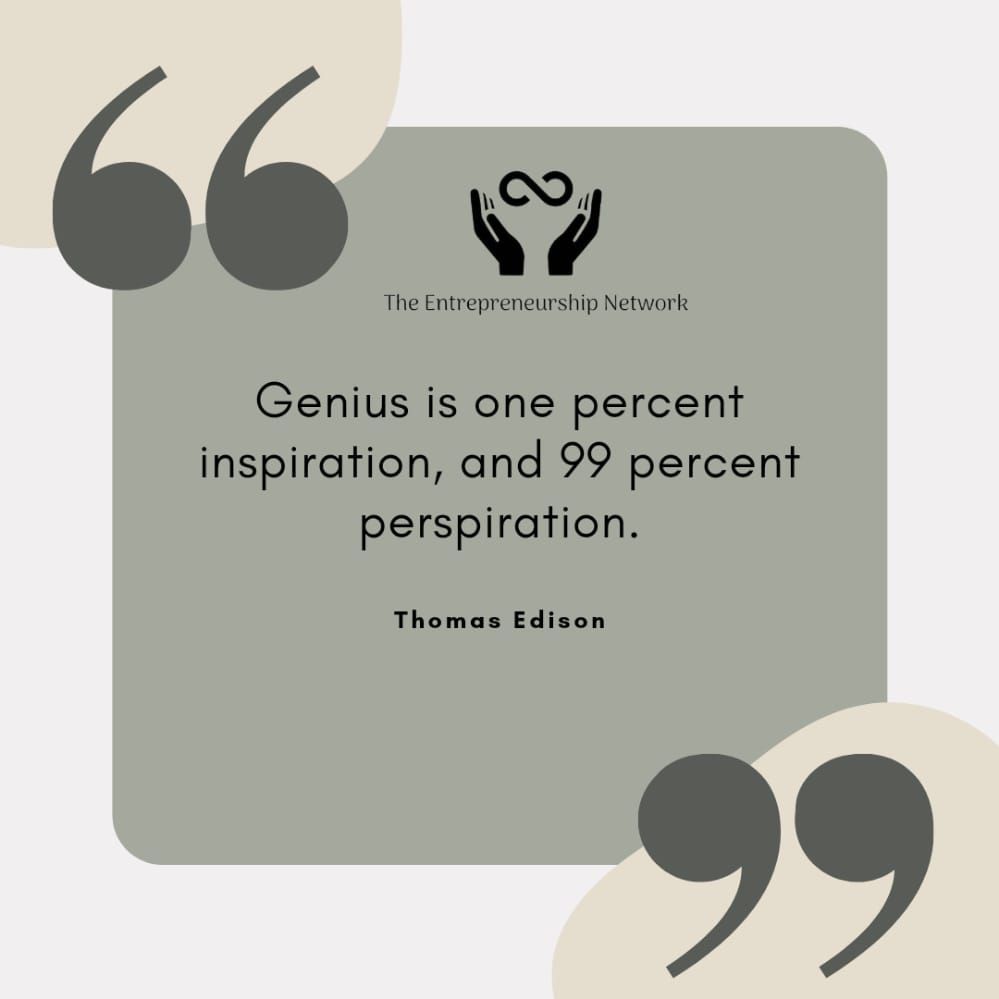 The Entrepreneurship Network
Genius is one percent
inspiration, and 99 percent
perspiration.
Thomas Edison